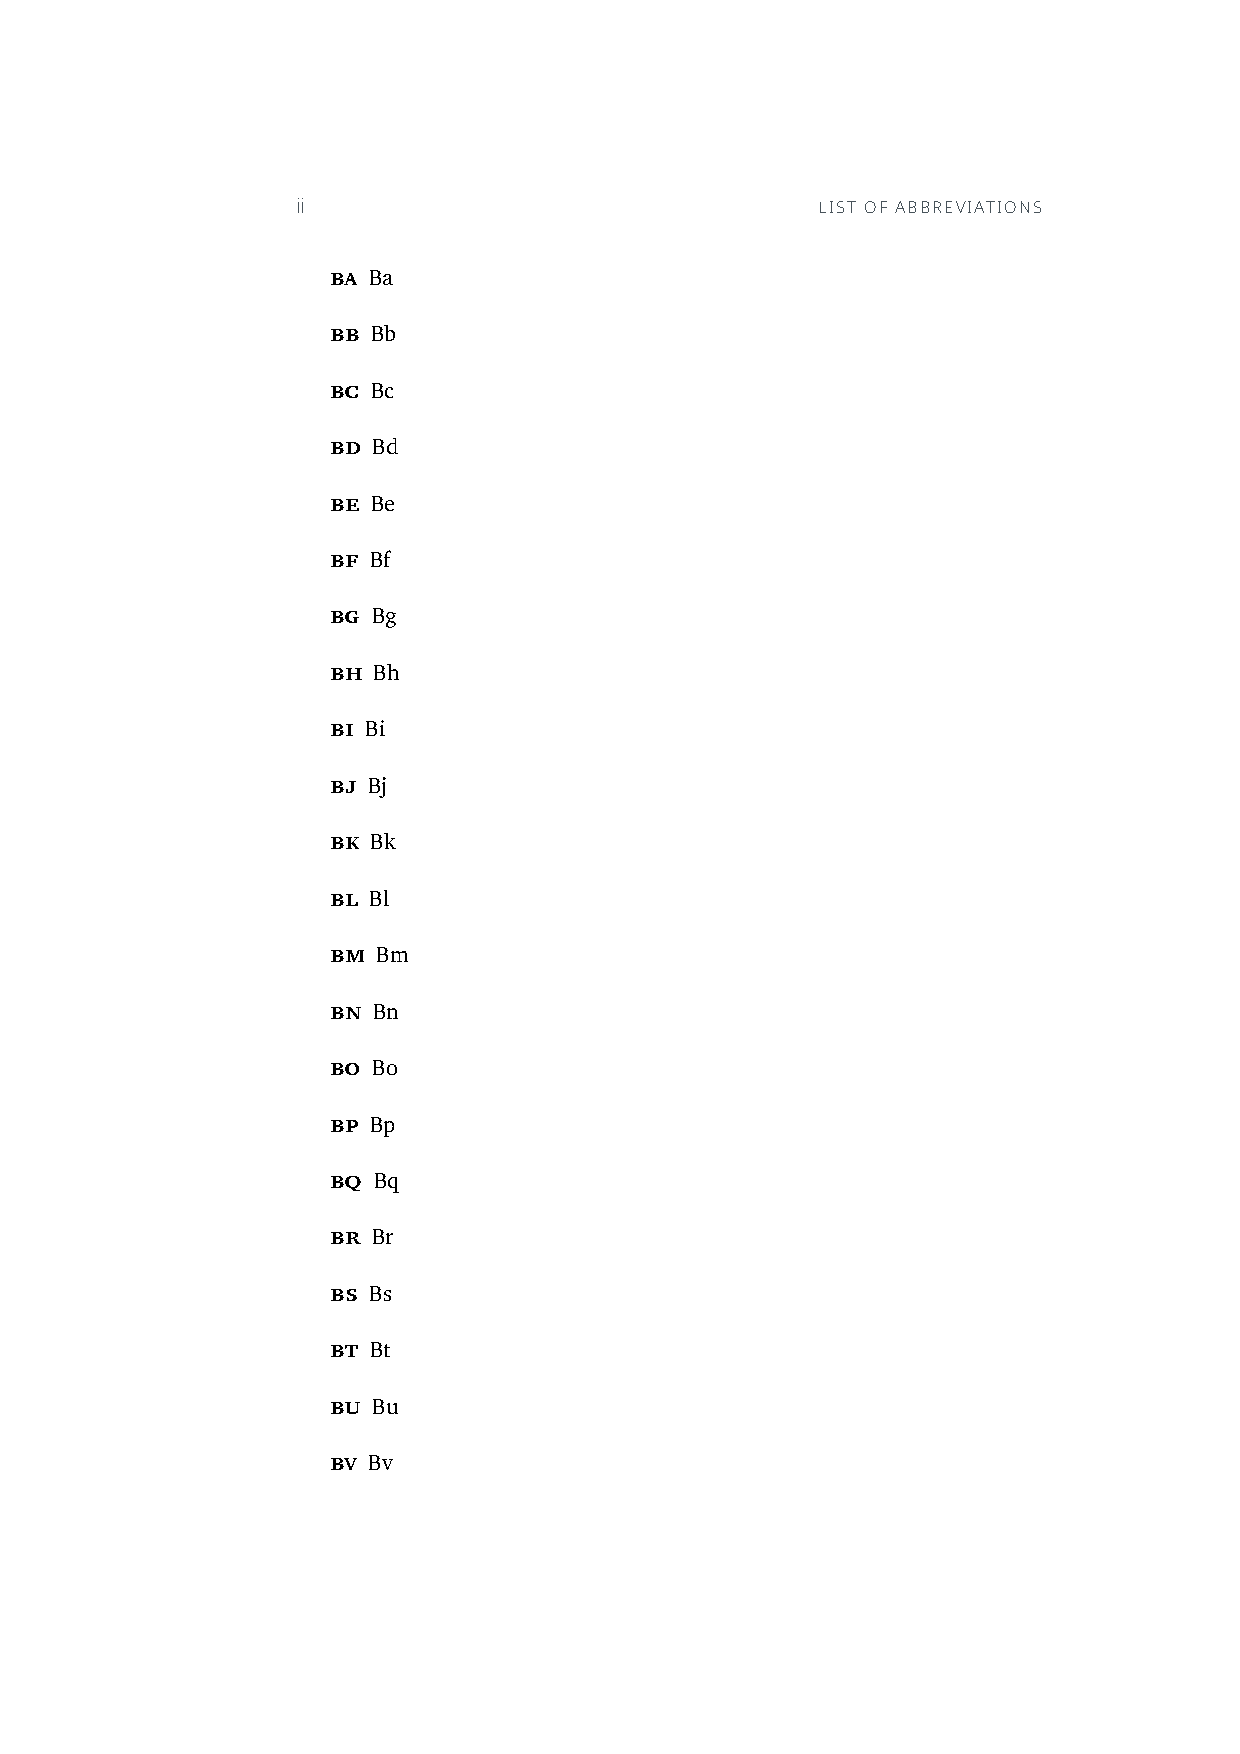 ii LIST OF ABBREVIATIONS
BA Ba
BB Bb
BC Bc
BD Bd
BE Be
BF Bf
BG Bg
BH Bh
BI Bi
BJ Bj
BK Bk
BL Bl
BM Bm
BN Bn
BO Bo
BP Bp
BQ Bq
BR Br
BS Bs
BT Bt
BU Bu
BV Bv